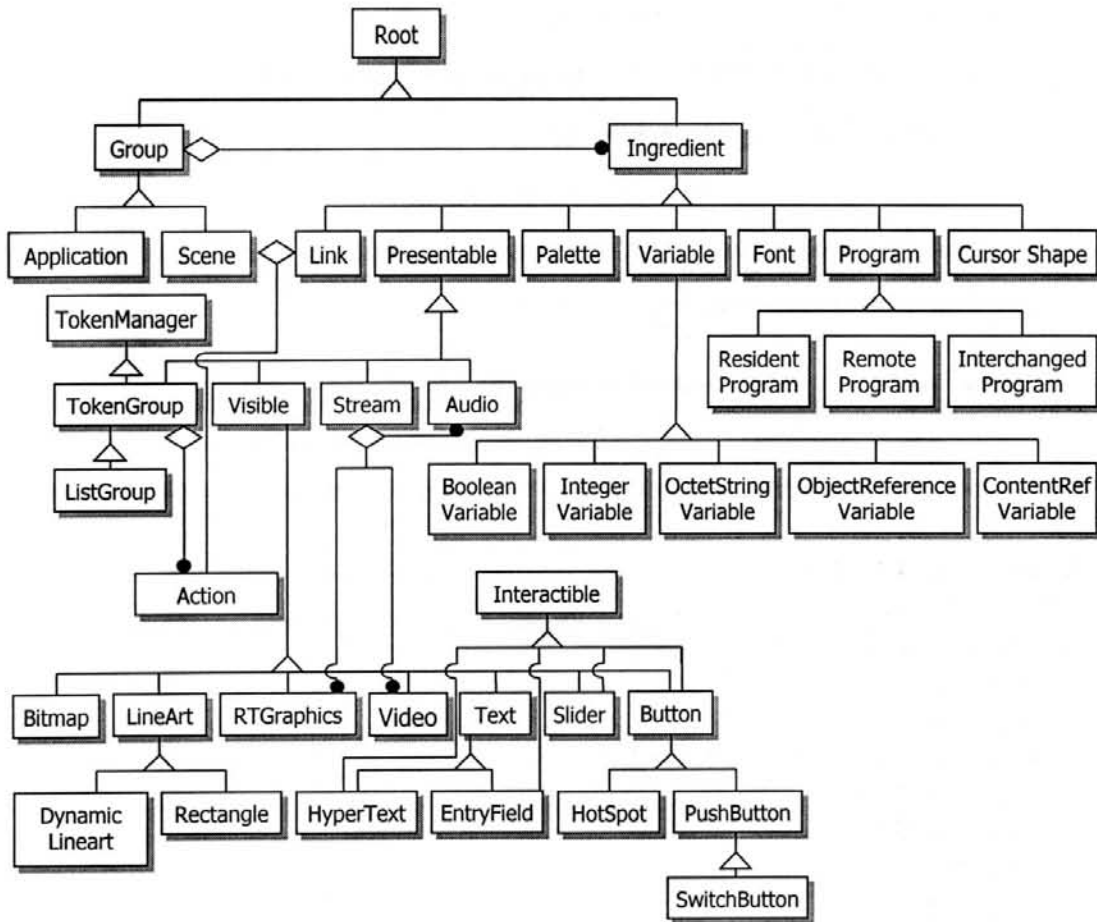 Root
Group
Ingredient
Application
Scene
Link
Presentable
Palette
Variable
Font
Program
Cursor Shape
TokenManager
Resident
Program
Remote
Program
Interchanged
Program
TokenGroup
Visible
Stream
Audio
ListGroup
Boolean
Variable
Integer
Variable
OctetString
Variable
ObjectReference
Variable
ContentRef
Variable
Action
Interactible
Bitmap
LineArt
RTGraphics
Video
Text
Slider
Button
Dynamic
Lineart
Rectangle
HyperText
EntryField
HotSpot
PushButton
SwitchButton